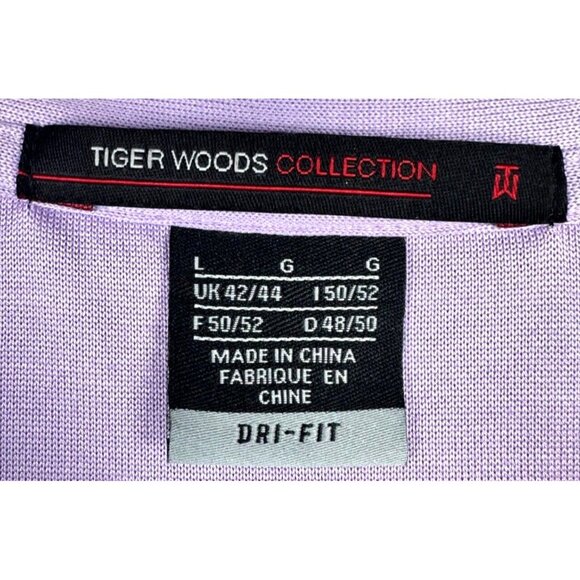 TIGER WOODS COLLECTION TW
L G G
UK 42/44 I 50/52
F 50/52 D 48/50
MADE IN CHINA
FABRIQUE EN
CHINE
DRI-FIT